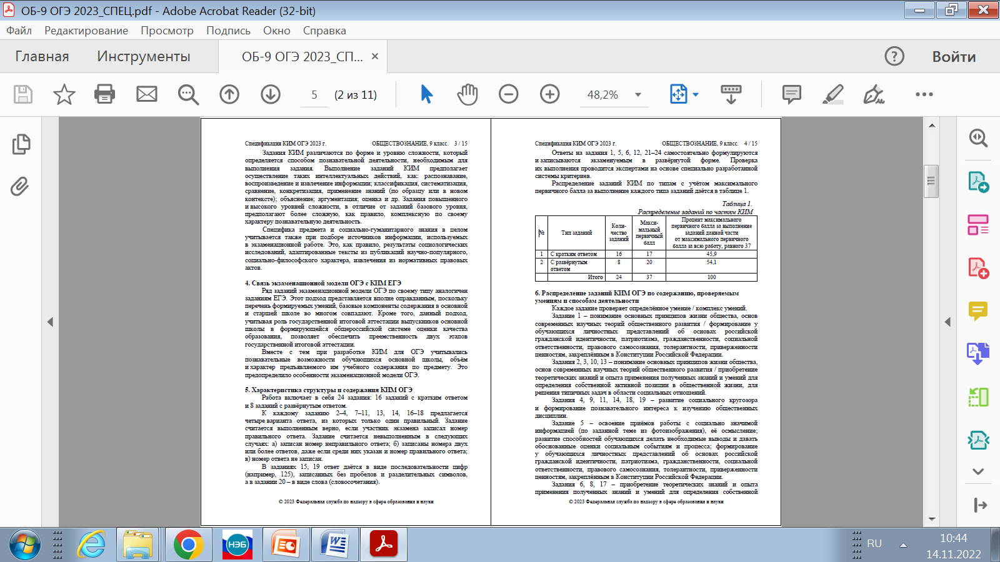 ОБ-9 ОГЭ 2023_СПЕЦ.pdf - Adobe Acrobat Reader (32-bit)
Файл Редактирование Просмотр Подпись Окно Справка
Главная Инструменты ОБ-9 ОГЭ 2023_СП... × Войти
5 (2 из 11) 48,2%
Спецификация КИМ ОГЭ 2023 г. ОБЩЕСТВОЗНАНИЕ, 9 класс. 3 / 15
Задания КИМ различаются по форме и уровню сложности, который
определяется способом познавательной деятельности, необходимым для
выполнения задания. Выполнение заданий КИМ предполагает
осуществление таких интеллектуальных действий, как: распознавание,
воспроизведение и извлечение информации; классификация, систематизация,
сравнение, конкретизация, применение знаний (по образцу или в новом
контексте); объяснение; аргументация; оценка и др. Задания повышенного
и высокого уровней сложности, в отличие от заданий базового уровня,
предполагают более сложную, как правило, комплексную по своему
характеру познавательную деятельность.
Специфика предмета и социально-гуманитарного знания в целом
учитывается также при подборе источников информации, используемых
в экзаменационной работе. Это, как правило, результаты социологических
исследований, адаптированные тексты из публикаций научно-популярного,
социально-философского характера, извлечения из нормативных правовых
актов.
4. Связь экзаменационной модели ОГЭ с КИМ ЕГЭ
Ряд заданий экзаменационной модели ОГЭ по своему типу аналогичен
заданиям ЕГЭ. Этот подход представляется вполне оправданным, поскольку
перечень формируемых умений, базовые компоненты содержания в основной
и старшей школе во многом совпадают. Кроме того, данный подход,
учитывая роль государственной итоговой аттестации выпускников основной
школы в формирующейся общероссийской системе оценки качества
образования, позволяет обеспечить преемственность двух этапов
государственной итоговой аттестации.
Вместе с тем при разработке КИМ для ОГЭ учитывались
познавательные возможности обучающихся основной школы, объём
и характер предъявляемого им учебного содержания по предмету. Это
предопределило особенности экзаменационной модели ОГЭ.
5. Характеристика структуры и содержания КИМ ОГЭ
Работа включает в себя 24 задания: 16 заданий с кратким ответом
и 8 заданий с развёрнутым ответом.
К каждому заданию 2–4, 7–11, 13, 14, 16–18 предлагается
четыре варианта ответа, из которых только один правильный. Задание
считается выполненным верно, если участник экзамена записал номер
правильного ответа. Задание считается невыполненным в следующих
случаях: а) записан номер неправильного ответа; б) записаны номера двух
или более ответов, даже если среди них указан и номер правильного ответа;
в) номер ответа не записан.
В заданиях 15, 19 ответ даётся в виде последовательности цифр
(например, 125), записанных без пробелов и разделительных символов,
а в задании 20 – в виде слова (словосочетания).
© 2023 Федеральная служба по надзору в сфере образования и науки
Спецификация КИМ ОГЭ 2023 г. ОБЩЕСТВОЗНАНИЕ, 9 класс. 4 / 15
Ответы на задания 1, 5, 6, 12, 21–24 самостоятельно формулируются
и записываются экзаменуемым в развёрнутой форме. Проверка
их выполнения проводится экспертами на основе специально разработанной
системы критериев.
Распределение заданий КИМ по типам с учётом максимального
первичного балла за выполнение каждого типа заданий даётся в таблице 1.
Таблица 1.
Распределение заданий по частям КИМ
№ Тип заданий Коли-чество заданий Макси-мальный первичный балл Процент максимального первичного балла за выполнение заданий данной части от максимального первичного балла за всю работу, равного 37
1 С кратким ответом 16 17 45,9
2 С развёрнутым ответом 8 20 54,1
Итого 24 37 100
6. Распределение заданий КИМ ОГЭ по содержанию, проверяемым
умениям и способам деятельности
Каждое задание проверяет определённое умение / комплекс умений.
Задание 1 – понимание основных принципов жизни общества, основ
современных научных теорий общественного развития / формирование у
обучающихся личностных представлений об основах российской
гражданской идентичности, патриотизма, гражданственности, социальной
ответственности, правового самосознания, толерантности, приверженности
ценностям, закреплённым в Конституции Российской Федерации.
Задания 2, 3, 10, 13 – понимание основных принципов жизни общества,
основ современных научных теорий общественного развития / приобретение
теоретических знаний и опыта применения полученных знаний и умений для
определения собственной активной позиции в общественной жизни, для
решения типичных задач в области социальных отношений.
Задания 4, 9, 11, 14, 18, 19 – развитие социального кругозора
и формирование познавательного интереса к изучению общественных
дисциплин.
Задание 5 – освоение приёмов работы с социально значимой
информацией (по заданной теме из фотоизображения), её осмысление;
развитие способностей обучающихся делать необходимые выводы и давать
обоснованные оценки социальным событиям и процесса; формирование
у обучающихся личностных представлений об основах российской
гражданской идентичности, патриотизма, гражданственности, социальной
ответственности, правового самосознания, толерантности, приверженности
ценностям, закреплённым в Конституции Российской Федерации.
Задания 6, 8, 17 – приобретение теоретических знаний и опыта
применения полученных знаний и умений для определения собственной
© 2023 Федеральная служба по надзору в сфере образования и науки
НЭБ
RU 10:44
14.11.2022